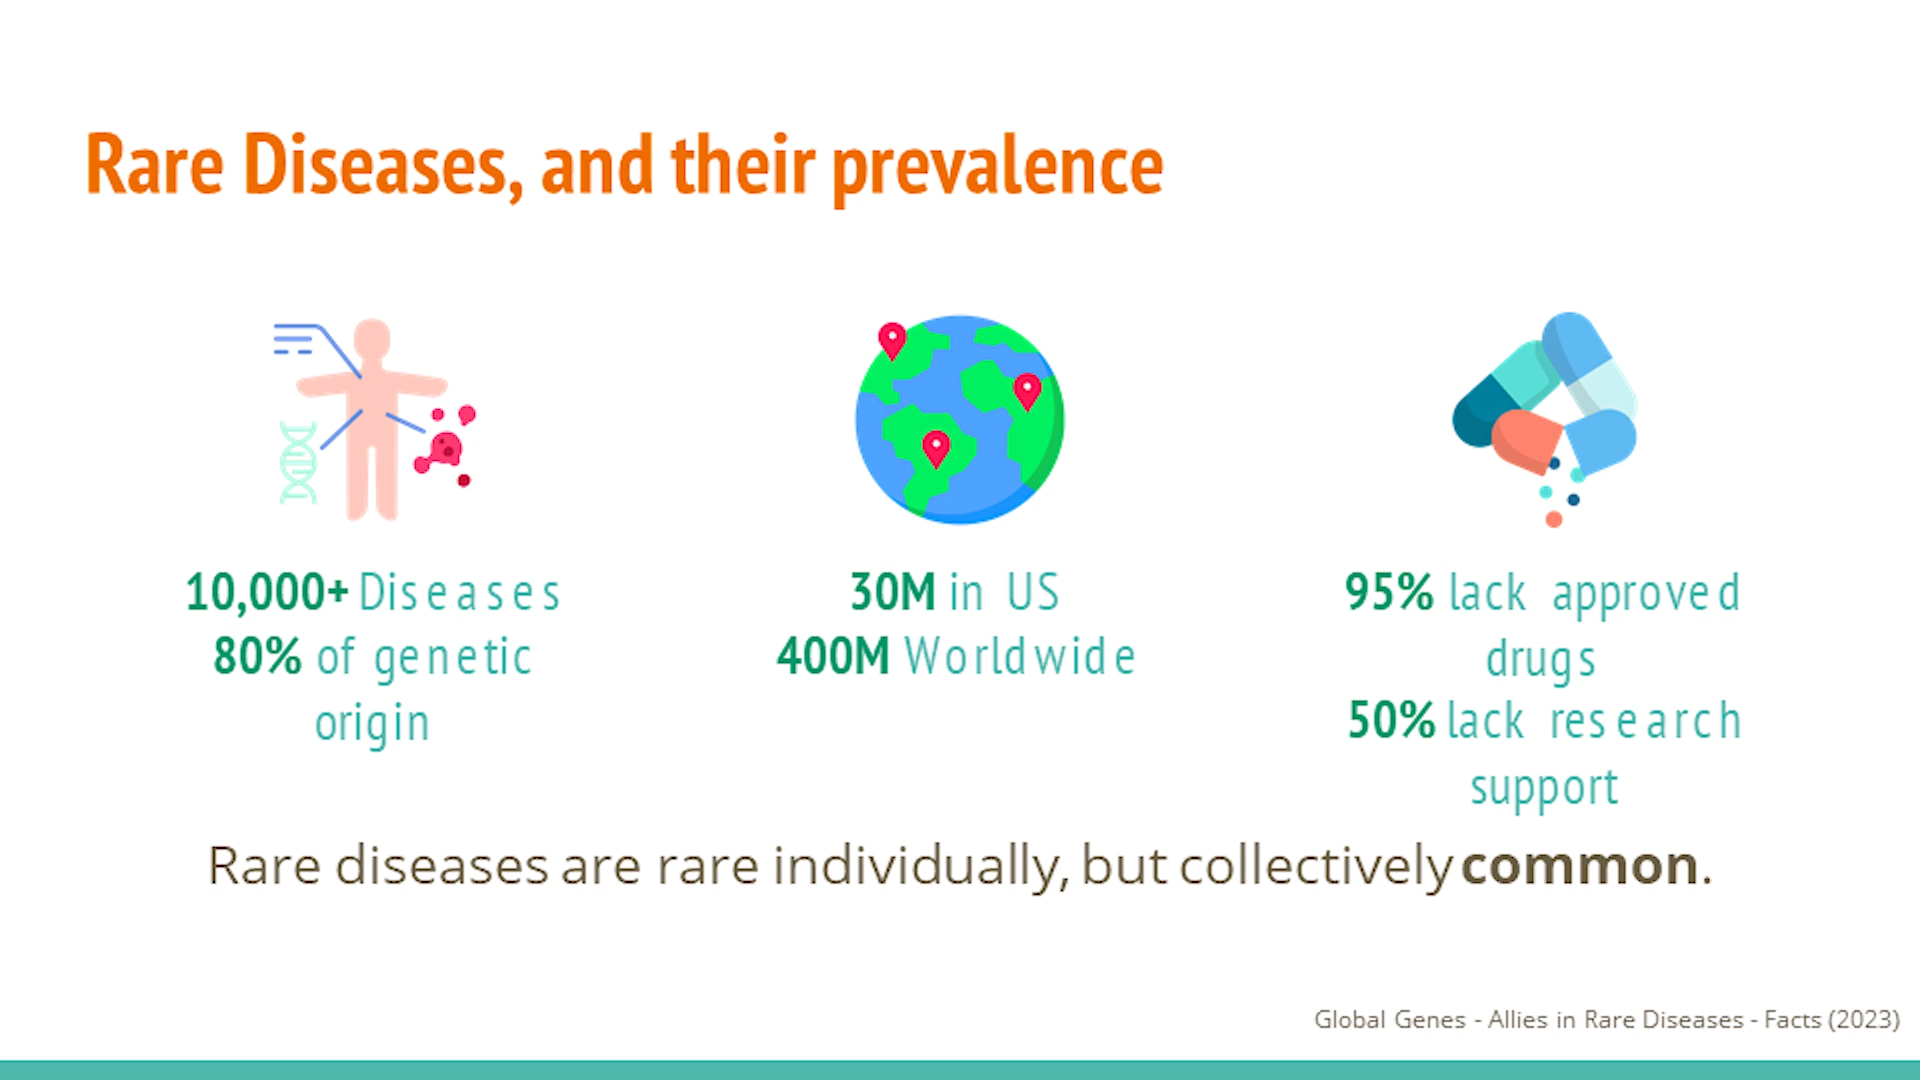 Rare Diseases, and their prevalence
10,000+ Diseases
80% of genetic
origin
30M in US
400M Worldwide
95% lack approved
drugs
50% lack research
support
Rare diseases are rare individually, but collectively common.
Global Genes - Allies in Rare Diseases - Facts (2023)